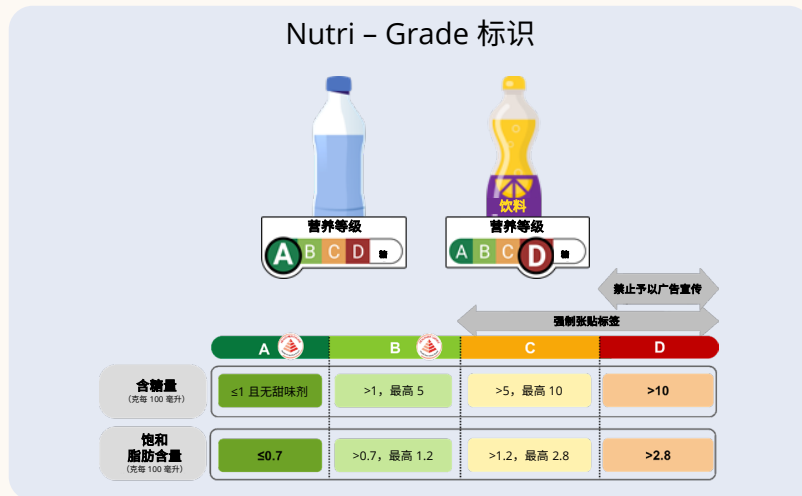 Nutri – Grade 标识
饮料
营养等级
A B C D 糖
营养等级
A B C D 糖
禁止予以广告宣传
强制张贴标签
A B C D
含糖量
（克每 100 毫升）
≤1 且无甜味剂
>1，最高 5
>5，最高 10
>10
饱和
脂肪含量
（克每 100 毫升）
≤0.7
>0.7，最高 1.2
>1.2，最高 2.8
>2.8